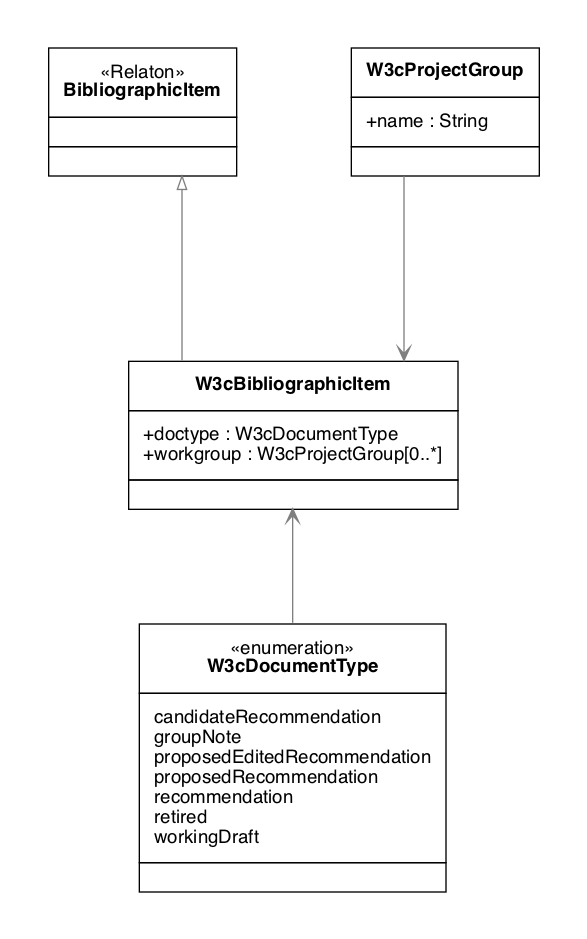 «Relaton»
BibliographicItem
W3cProjectGroup
+name : String
W3cBibliographicItem
+doctype : W3cDocumentType
+workgroup : W3cProjectGroup[0..*]
«enumeration»
W3cDocumentType
candidateRecommendation
groupNote
proposedEditedRecommendation
proposedRecommendation
recommendation
retired
workingDraft